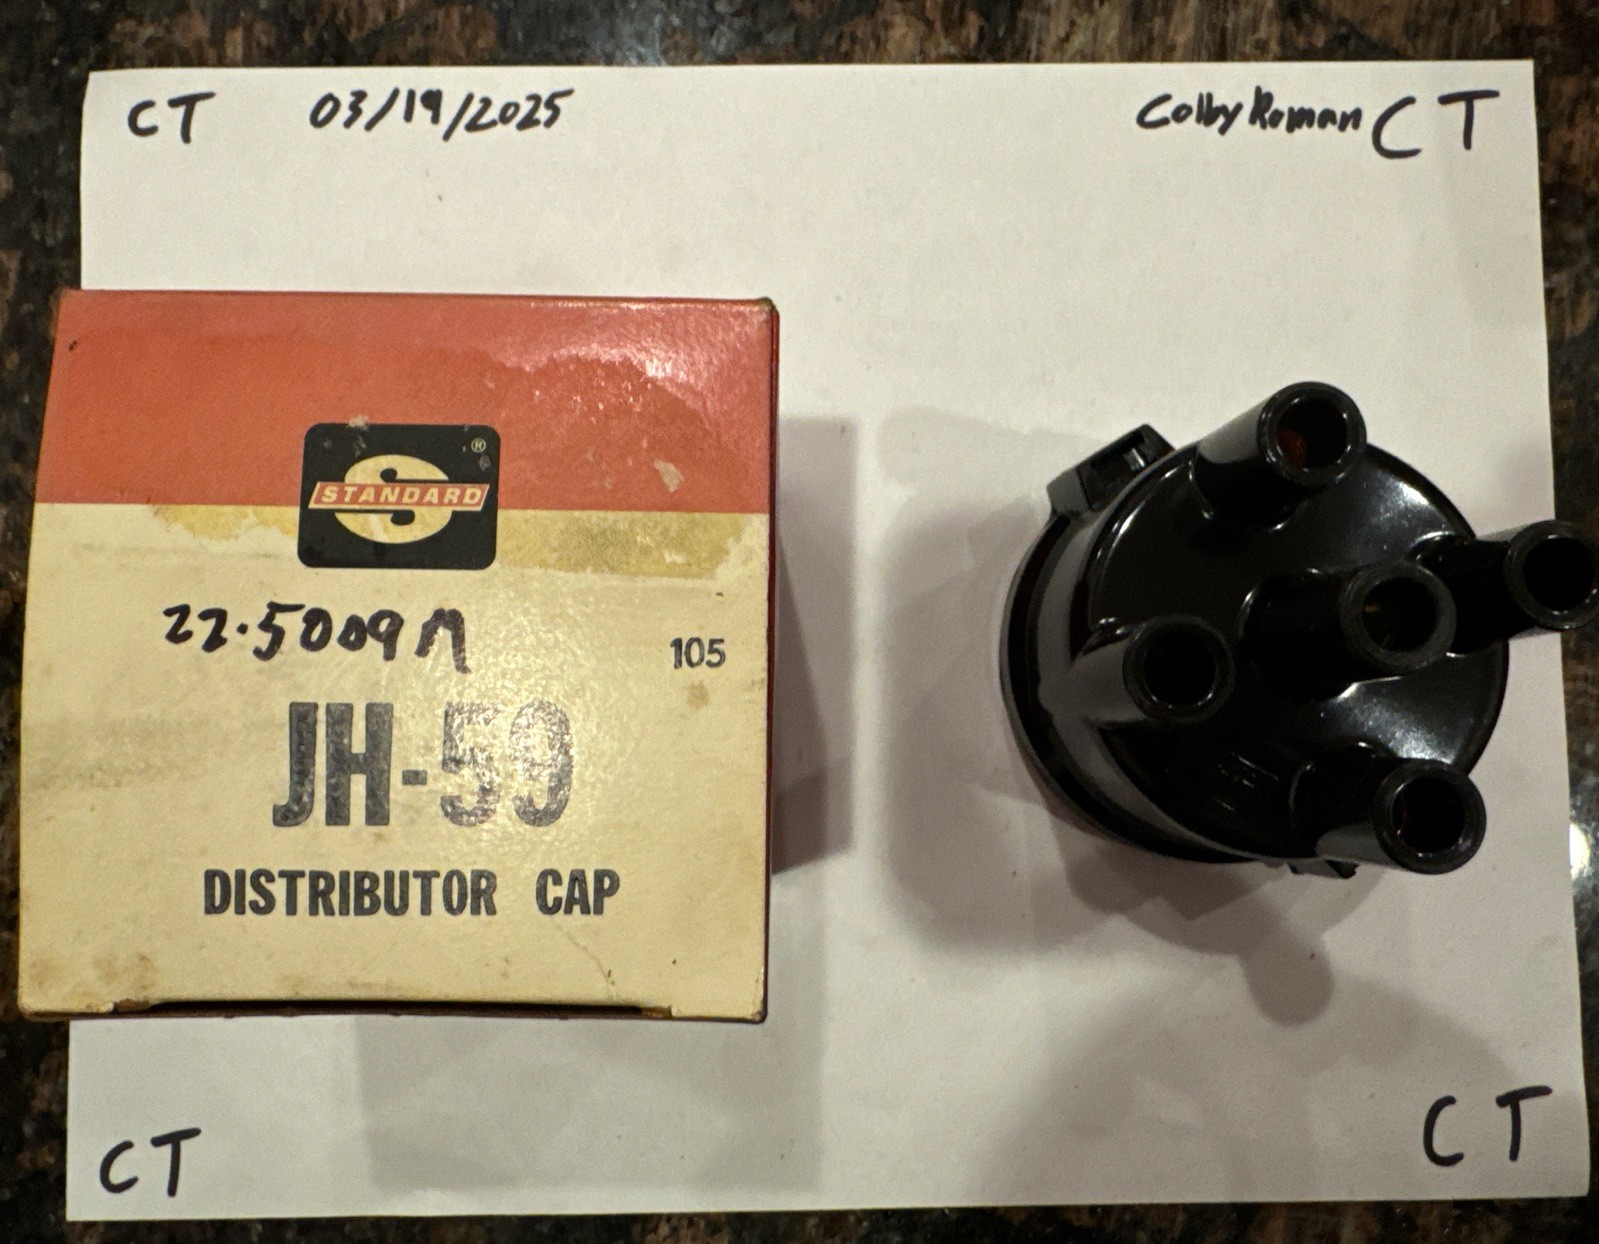 CT 03/19/2025 Colby Roman CT
®
STANDARD
22.5009M
105
JH-59
DISTRIBUTOR CAP
CT CT